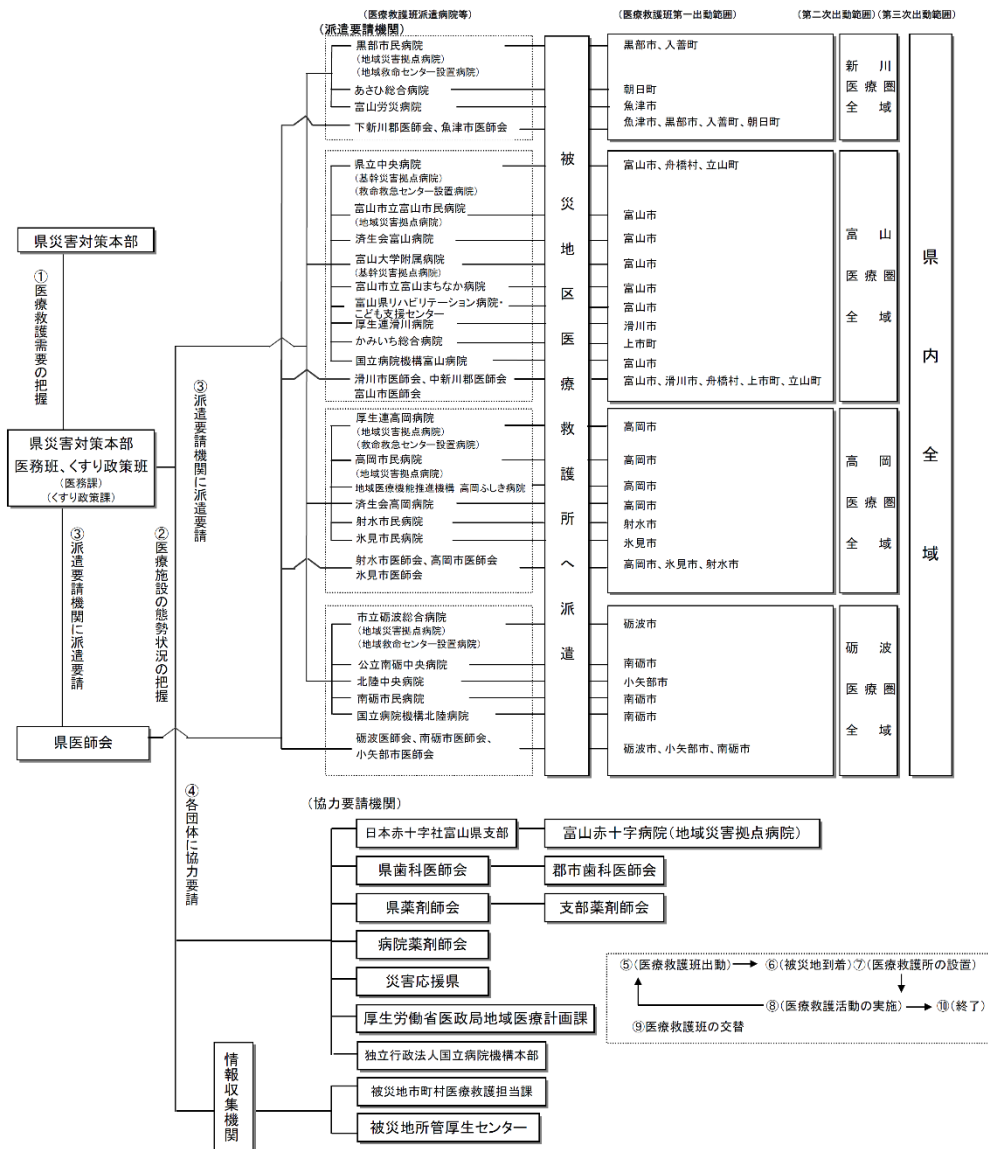 (医療救護班派遣病院等)
(医療救護班第一出動範囲)
(第二次出動範囲)
(第三次出動範囲)
(派遣要請機関)
県災害対策本部
①医療救護需要の把握
県災害対策本部
医務班、くすり政策班
(医務課)
(くすり政策課)
③派遣要請機関に派遣要請
②医療施設の態勢状況の把握
③派遣要請機関に派遣要請
県医師会
④各団体に協力要請
黒部市民病院
(地域災害拠点病院)
(地域救命センター設置病院)
あさひ総合病院
富山労災病院
下新川郡医師会、魚津市医師会
県立中央病院
(基幹災害拠点病院)
(救命救急センター設置病院)
富山市立富山市民病院
(地域災害拠点病院)
済生会富山病院
富山大学附属病院
(基幹災害拠点病院)
富山市立富山まちなか病院
富山県リハビリテーション病院・
こども支援センター
厚生連滑川病院
かみいち総合病院
国立病院機構富山病院
滑川市医師会、中新川郡医師会
富山市医師会
厚生連高岡病院
(地域災害拠点病院)
(救命救急センター設置病院)
高岡市民病院
(地域災害拠点病院)
地域医療機能推進機構 高岡ふしき病院
済生会高岡病院
射水市民病院
氷見市民病院
射水市医師会、高岡市医師会
氷見市医師会
市立砺波総合病院
(地域災害拠点病院)
(地域救命センター設置病院)
公立南砺中央病院
北陸中央病院
南砺市民病院
国立病院機構北陸病院
砺波医師会、南砺市医師会、
小矢部市医師会
被災地区医療救護所へ派遣
黒部市、入善町
朝日町
魚津市
魚津市、黒部市、入善町、朝日町
富山市、舟橋村、立山町
富山市
富山市
富山市
富山市
富山市
滑川市
上市町
富山市
富山市、滑川市、舟橋村、上市町、立山町
高岡市
高岡市
高岡市
高岡市
射水市
氷見市
高岡市、氷見市、射水市
砺波市
南砺市
小矢部市
南砺市
南砺市
砺波市、小矢部市、南砺市
新川
医療圏
全域
富山
医療圏
全域
高岡
医療圏
全域
砺波
医療圏
全域
県内全域
(協力要請機関)
日本赤十字社富山県支部
富山赤十字病院(地域災害拠点病院)
県歯科医師会
郡市歯科医師会
県薬剤師会
支部薬剤師会
病院薬剤師会
災害応援県
厚生労働省医政局地域医療計画課
独立行政法人国立病院機構本部
情報収集機関
被災地市町村医療救護担当課
被災地所管厚生センター
⑤(医療救護班出動)
⑥(被災地到着)⑦(医療救護所の設置)
⑧(医療救護活動の実施)
⑩(終了)
⑨医療救護班の交替